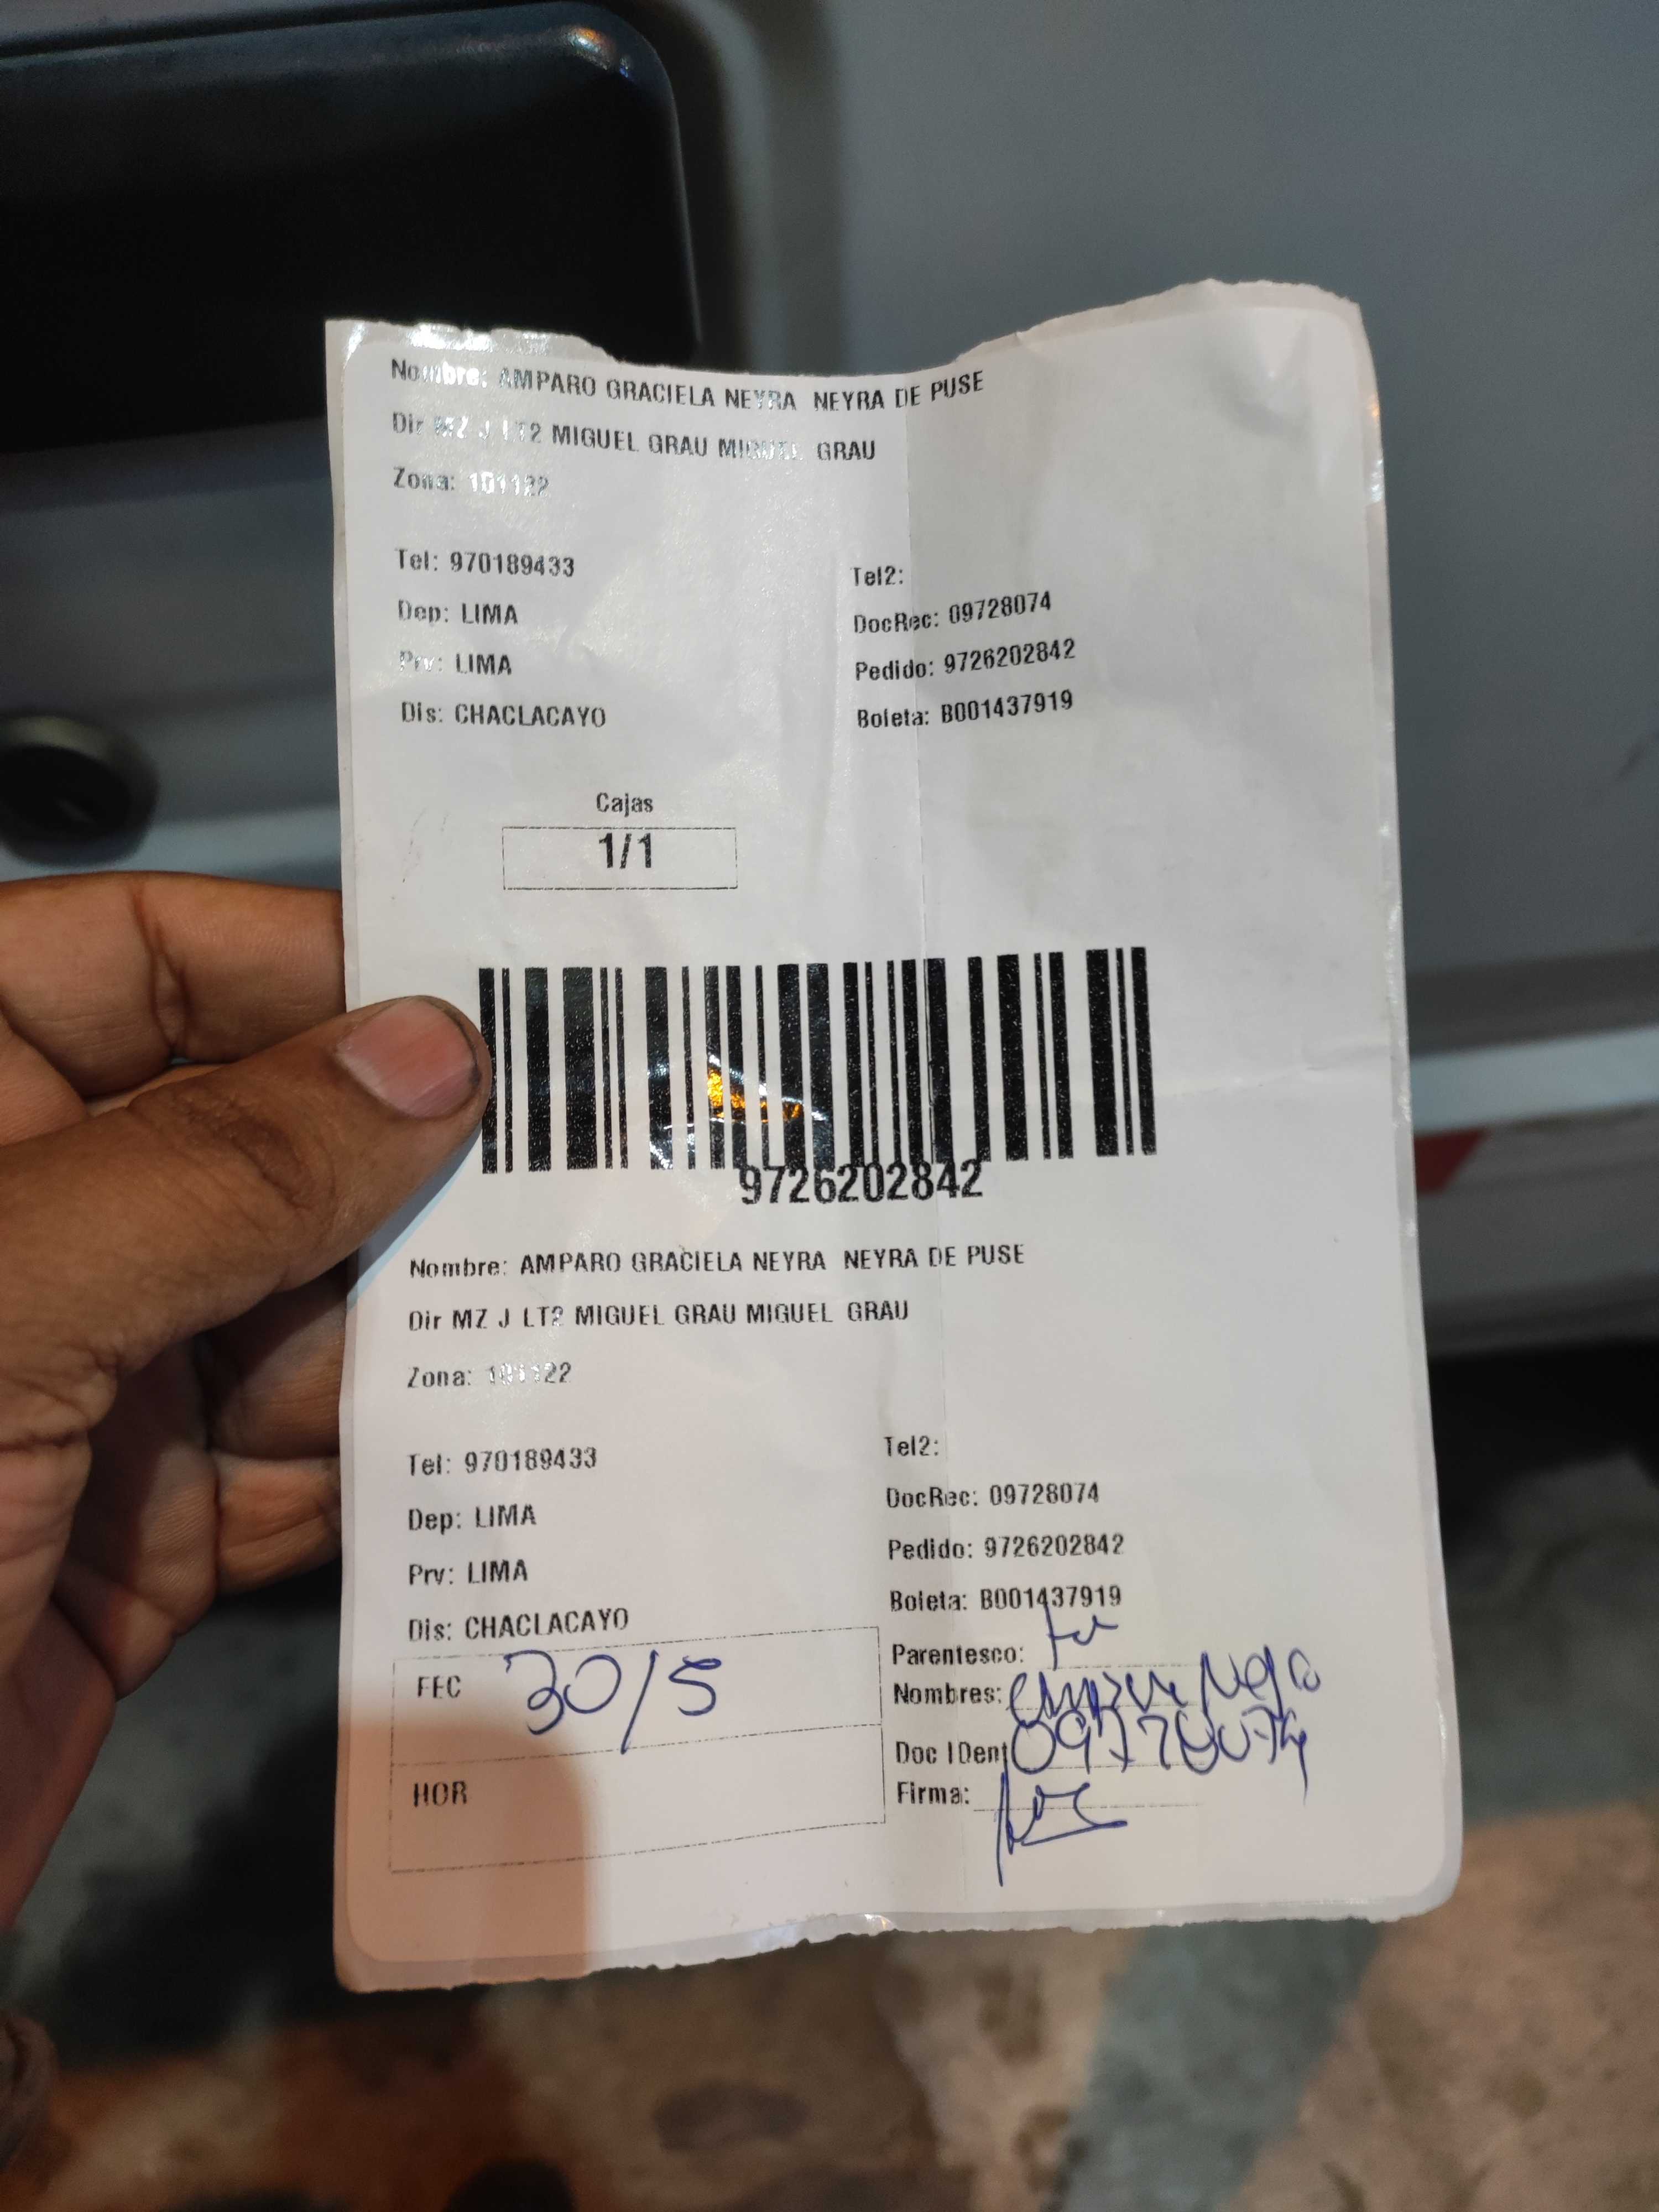 Nombre: AMPARO GRACIELA NEYRA NEYRA DE PUSE
Dir MZ J LT2 MIGUEL GRAU MIGUEL GRAU
Zona: 101122
Tel: 970189433
Tel2:
Dep: LIMA
DocRec: 09728074
Prv: LIMA
Pedido: 9726202842
Dis: CHACLACAYO
Boleta: B001437919
Cajas
1/1
9726202842
Nombre: AMPARO GRACIELA NEYRA NEYRA DE PUSE
Dir MZ J LT2 MIGUEL GRAU MIGUEL GRAU
Zona: 101122
Tel: 970189433
Tel2:
Dep: LIMA
DocRec: 09728074
Prv: LIMA
Pedido: 9726202842
Dis: CHACLACAYO
Boleta: B001437919
FEC 30/5
Parentesco:
Nombres:
Doc IDent
HOR
Firma: